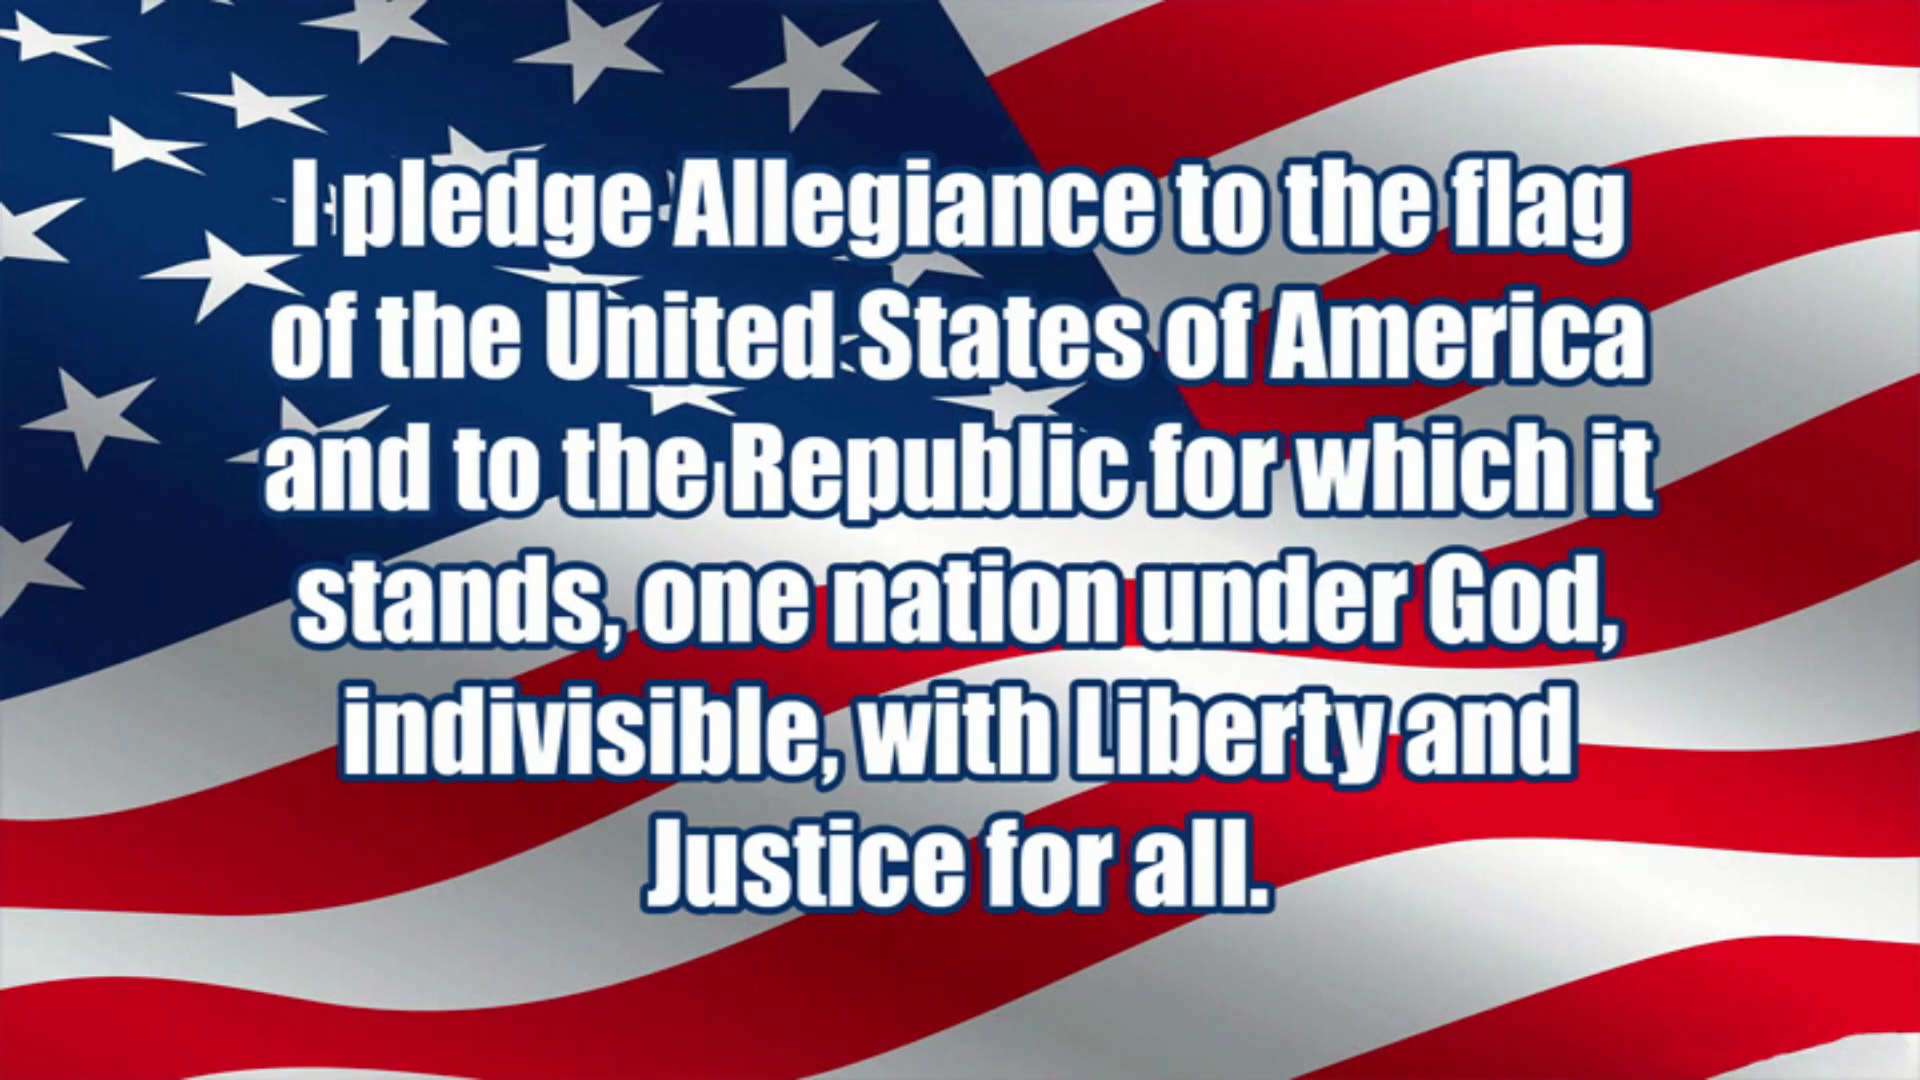 I pledge Allegiance to the flag
of the United States of America
and to the Republic for which it
stands, one nation under God,
indivisible, with Liberty and
Justice for all.